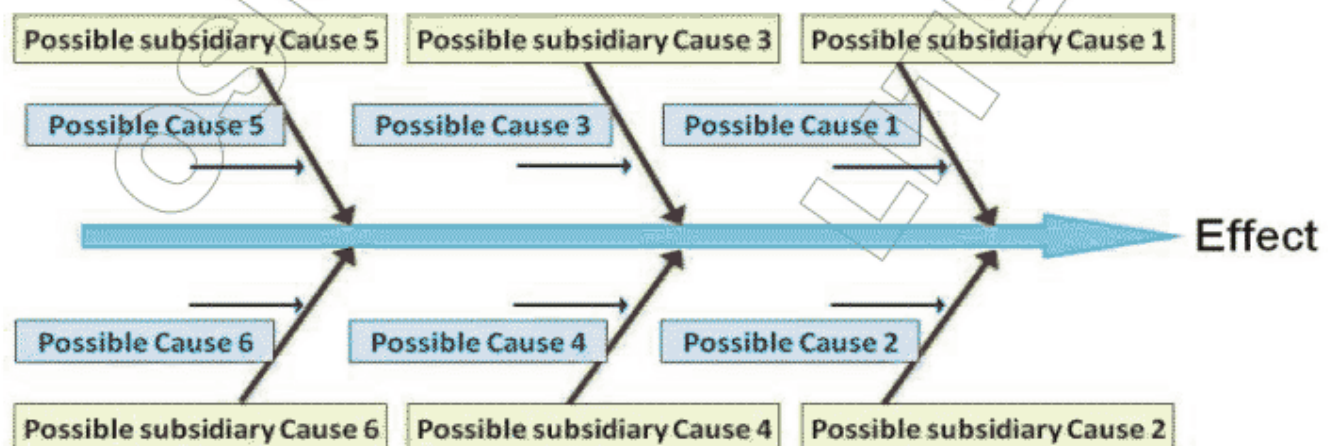 Possible subsidiary Cause 5
Possible subsidiary Cause 3
Possible subsidiary Cause 1
Possible Cause 5
Possible Cause 3
Possible Cause 1
Effect
Possible Cause 6
Possible Cause 4
Possible Cause 2
Possible subsidiary Cause 6
Possible subsidiary Cause 4
Possible subsidiary Cause 2